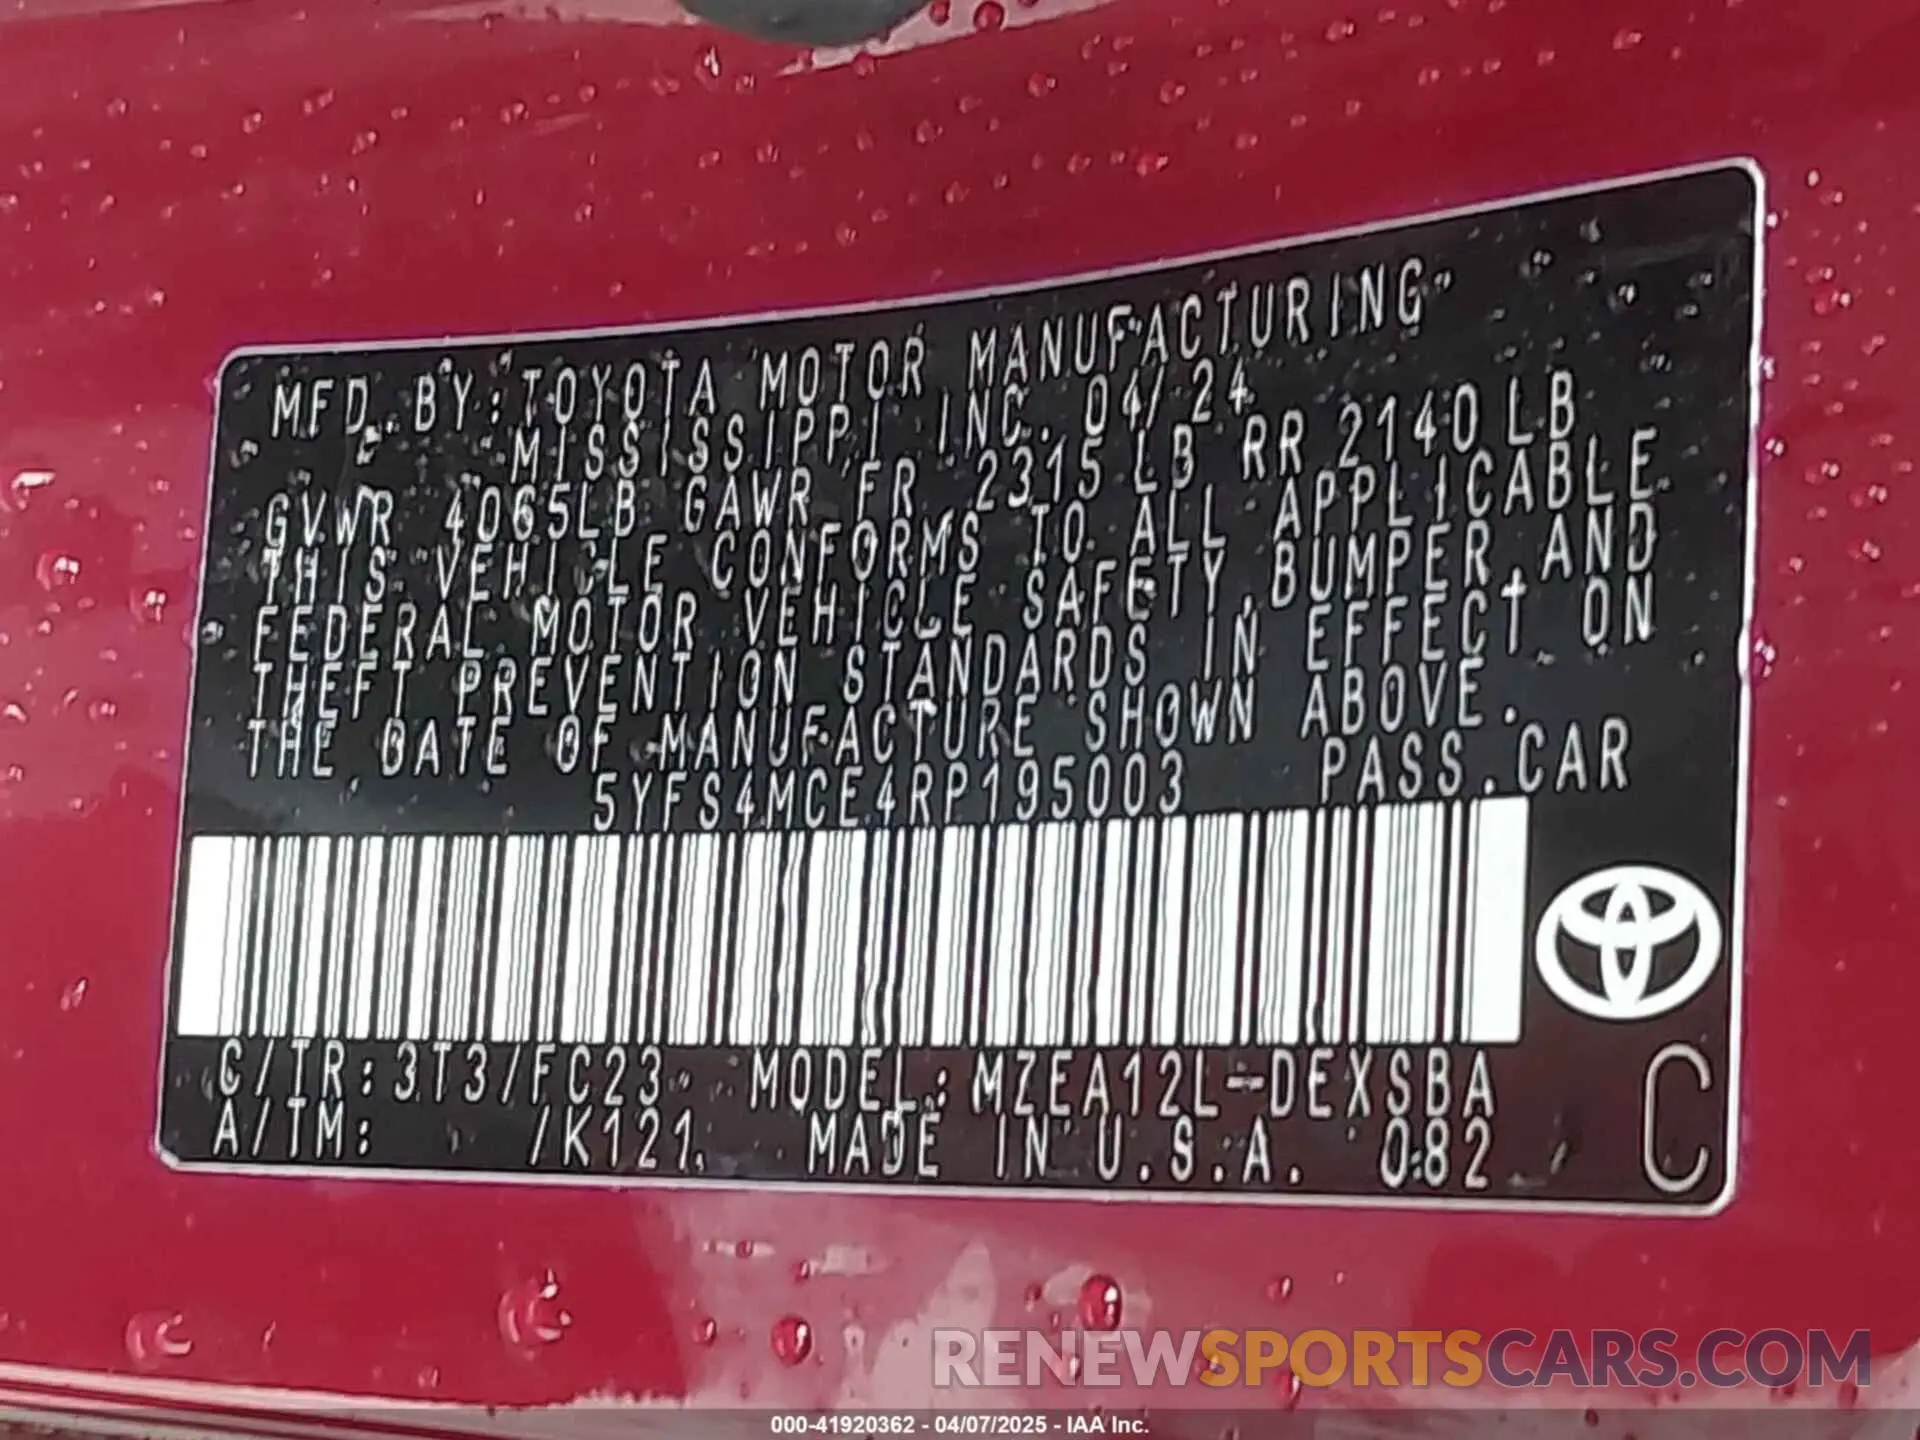 MFD. BY: TOYOTA MOTOR MANUFACTURING
MISSISSIPPI INC. 04/24
GVWR 4065LB GAWR FR 2315LB RR 2140LB
THIS VEHICLE CONFORMS TO ALL APPLICABLE
FEDERAL MOTOR VEHICLE SAFETY, BUMPER AND
THEFT PREVENTION STANDARDS IN EFFECT ON
THE DATE OF MANUFACTURE SHOWN ABOVE.
5YFS4MCE4RP195003 PASS.CAR
C/TR: 3T3/FC23 MODEL: MZEA12L-DEXSBA
A/TM: /K121 MADE IN U.S.A. 082
C
RENEWSPORTSCARS.COM
000-41920362 - 04/07/2025 - IAA Inc.